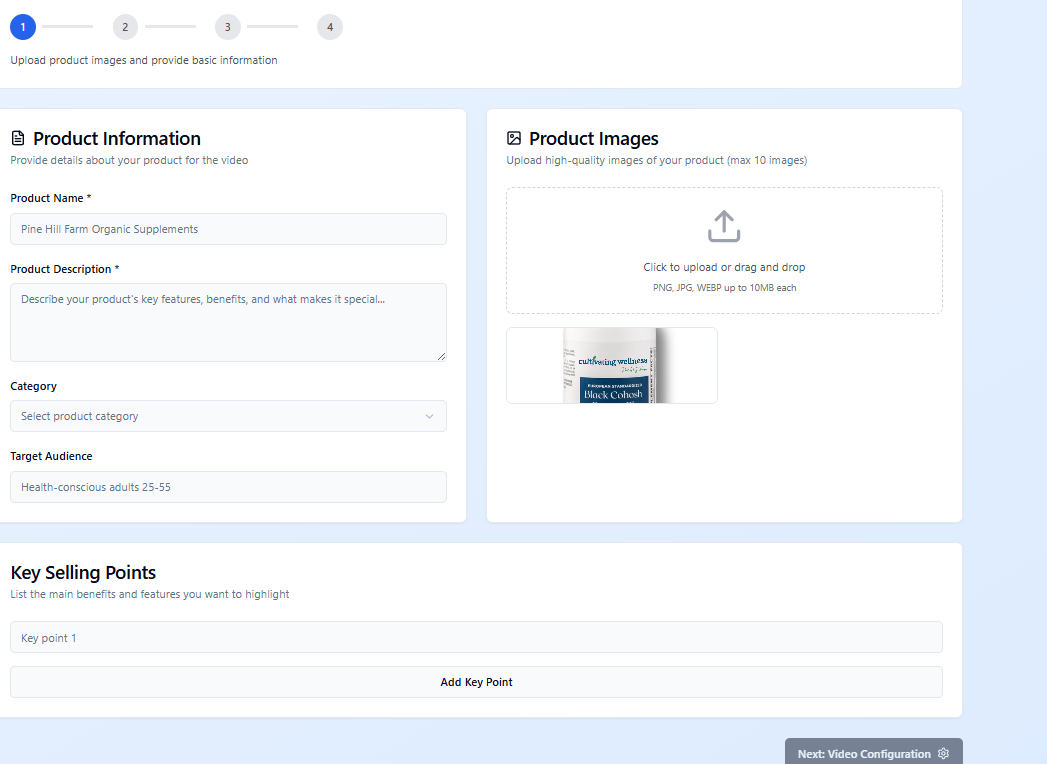 1
2
3
4
Upload product images and provide basic information
Product Information
Provide details about your product for the video
Product Name *
Pine Hill Farm Organic Supplements
Product Description *
Describe your product's key features, benefits, and what makes it special...
Category
Select product category
Target Audience
Health-conscious adults 25-55
Product Images
Upload high-quality images of your product (max 10 images)
Click to upload or drag and drop
PNG, JPG, WEBP up to 10MB each
cultivating wellness
EUROPEAN STANDARDIZED
Black Cohosh
Key Selling Points
List the main benefits and features you want to highlight
Key point 1
Add Key Point
Next: Video Configuration